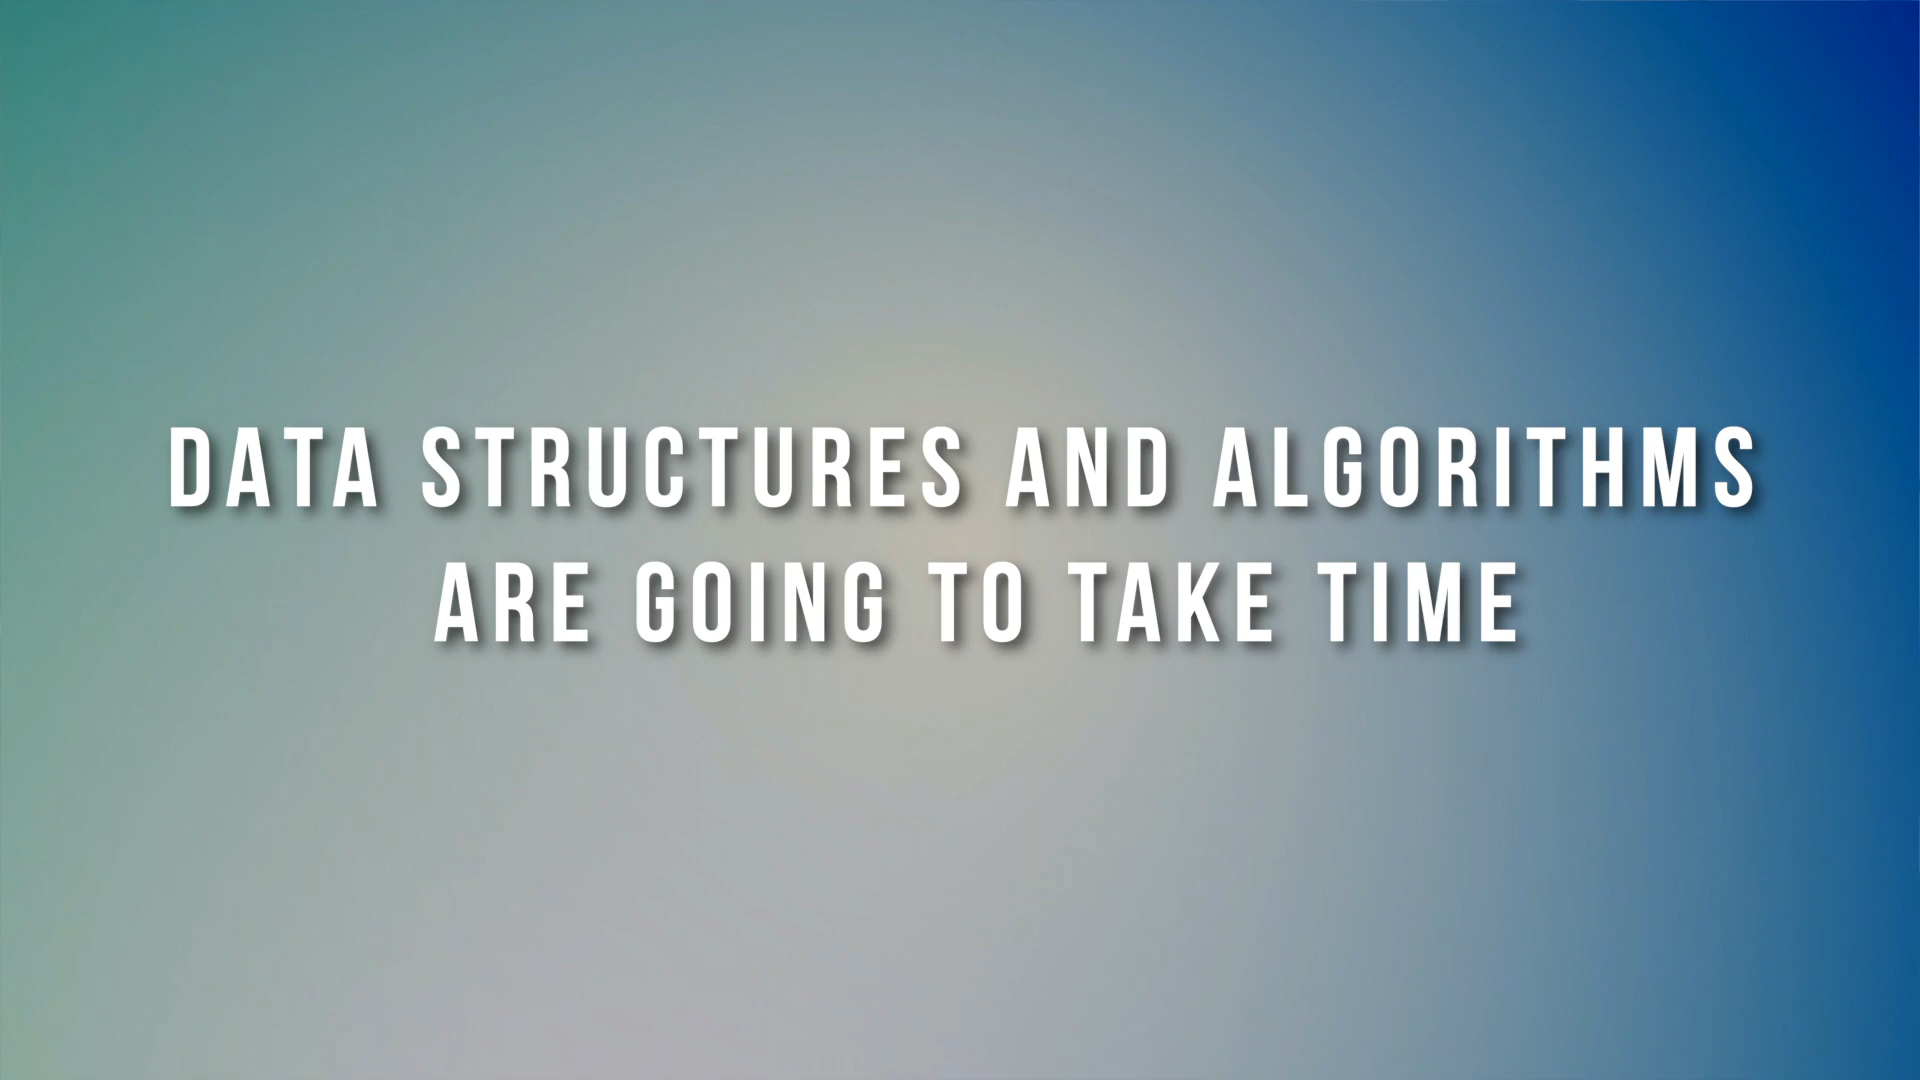 DATA STRUCTURES AND ALGORITHMS
ARE GOING TO TAKE TIME